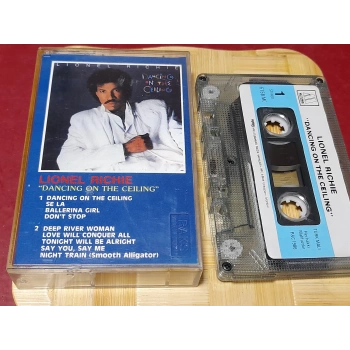 LIONEL RICHIE
DANCING
ON THE
CEILING
LIONEL RICHIE
"DANCING ON THE CEILING"
1 DANCING ON THE CEILING
SE LA
BALLERINA GIRL
DON'T STOP
2 DEEP RIVER WOMAN
LOVE WILL CONQUER ALL
TONIGHT WILL BE ALRIGHT
SAY YOU, SAY ME
NIGHT TRAIN (Smooth Alligator)
1
LIONEL RICHIE
"DANCING ON THE CEILING"